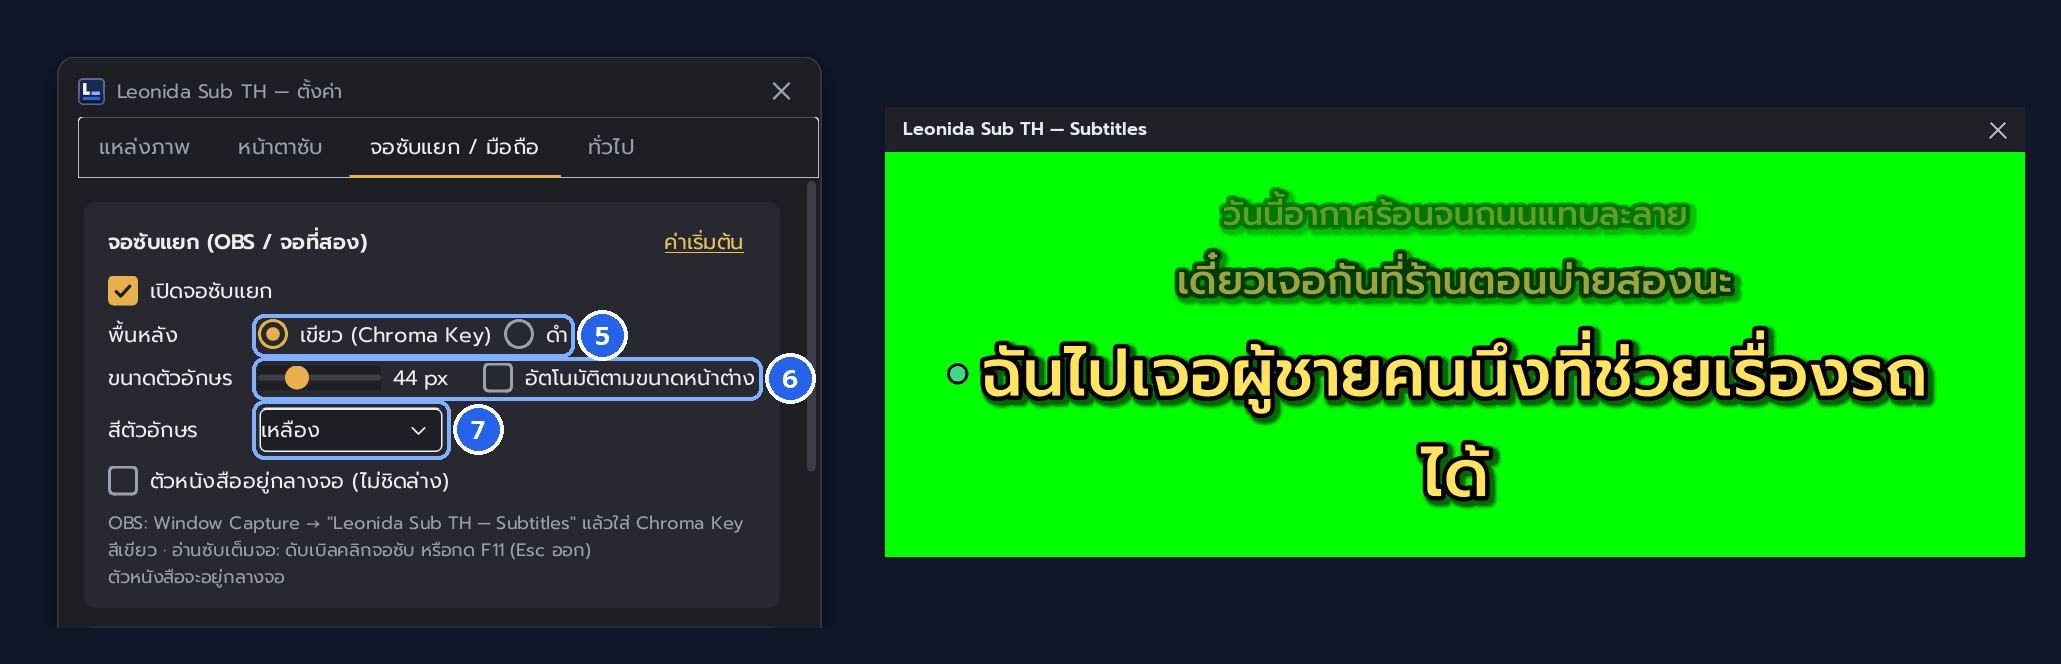 Leonida Sub TH — ตั้งค่า
แหล่งภาพ หน้าตาซับ จอซับแยก / มือถือ ทั่วไป
จอซับแยก (OBS / จอที่สอง) ค่าเริ่มต้น
เปิดจอซับแยก
พื้นหลัง เขียว (Chroma Key) ดำ 5
ขนาดตัวอักษร 44 px อัตโนมัติตามขนาดหน้าต่าง 6
สีตัวอักษร เหลือง 7
ตัวหนังสืออยู่กลางจอ (ไม่ชิดล่าง)
OBS: Window Capture → "Leonida Sub TH — Subtitles" แล้วใส่ Chroma Key
สีเขียว · อ่านซับเต็มจอ: ดับเบิลคลิกจอซับ หรือกด F11 (Esc ออก)
ตัวหนังสือจะอยู่กลางจอ
Leonida Sub TH — Subtitles
วันนี้อากาศร้อนจนถนนแทบละลาย
เดี๋ยวเจอกันที่ร้านตอนบ่ายสองนะ
ฉันไปเจอผู้ชายคนนึงที่ช่วยเรื่องรถ
ได้